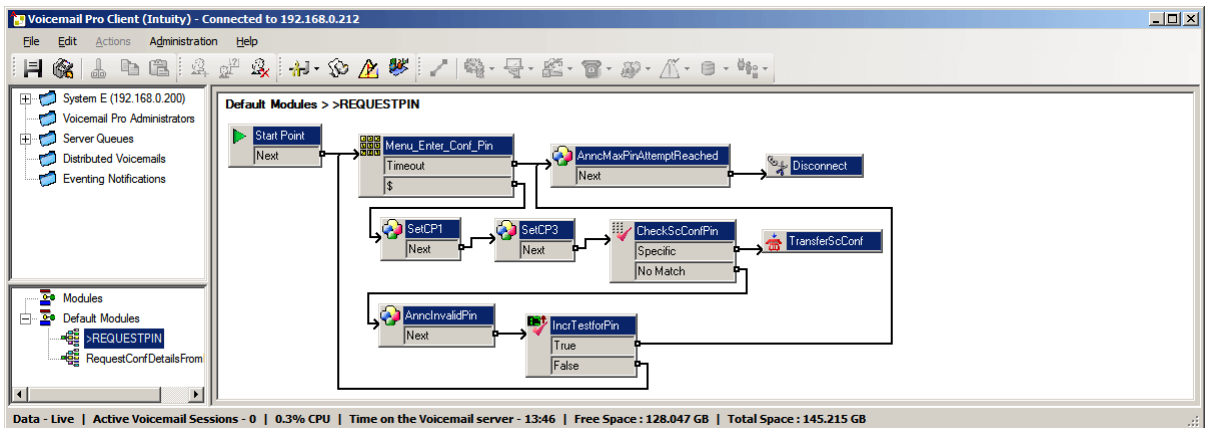 Voicemail Pro Client (Intuity) - Connected to 192.168.0.212
File Edit Actions Administration Help
System E (192.168.0.200)
Voicemail Pro Administrators
Server Queues
Distributed Voicemails
Eventing Notifications
Modules
Default Modules
>REQUESTPIN
RequestConfDetailsFrom
Default Modules > >REQUESTPIN
Start Point
Next
Menu_Enter_Conf_Pin
Timeout
$
AnncMaxPinAttemptReached
Next
Disconnect
SetCP1
Next
SetCP3
Next
CheckScConfPin
Specific
No Match
TransferScConf
AnncInvalidPin
Next
IncrTestforPin
True
False
Data - Live | Active Voicemail Sessions - 0 | 0.3% CPU | Time on the Voicemail server - 13:46 | Free Space : 128.047 GB | Total Space : 145.215 GB